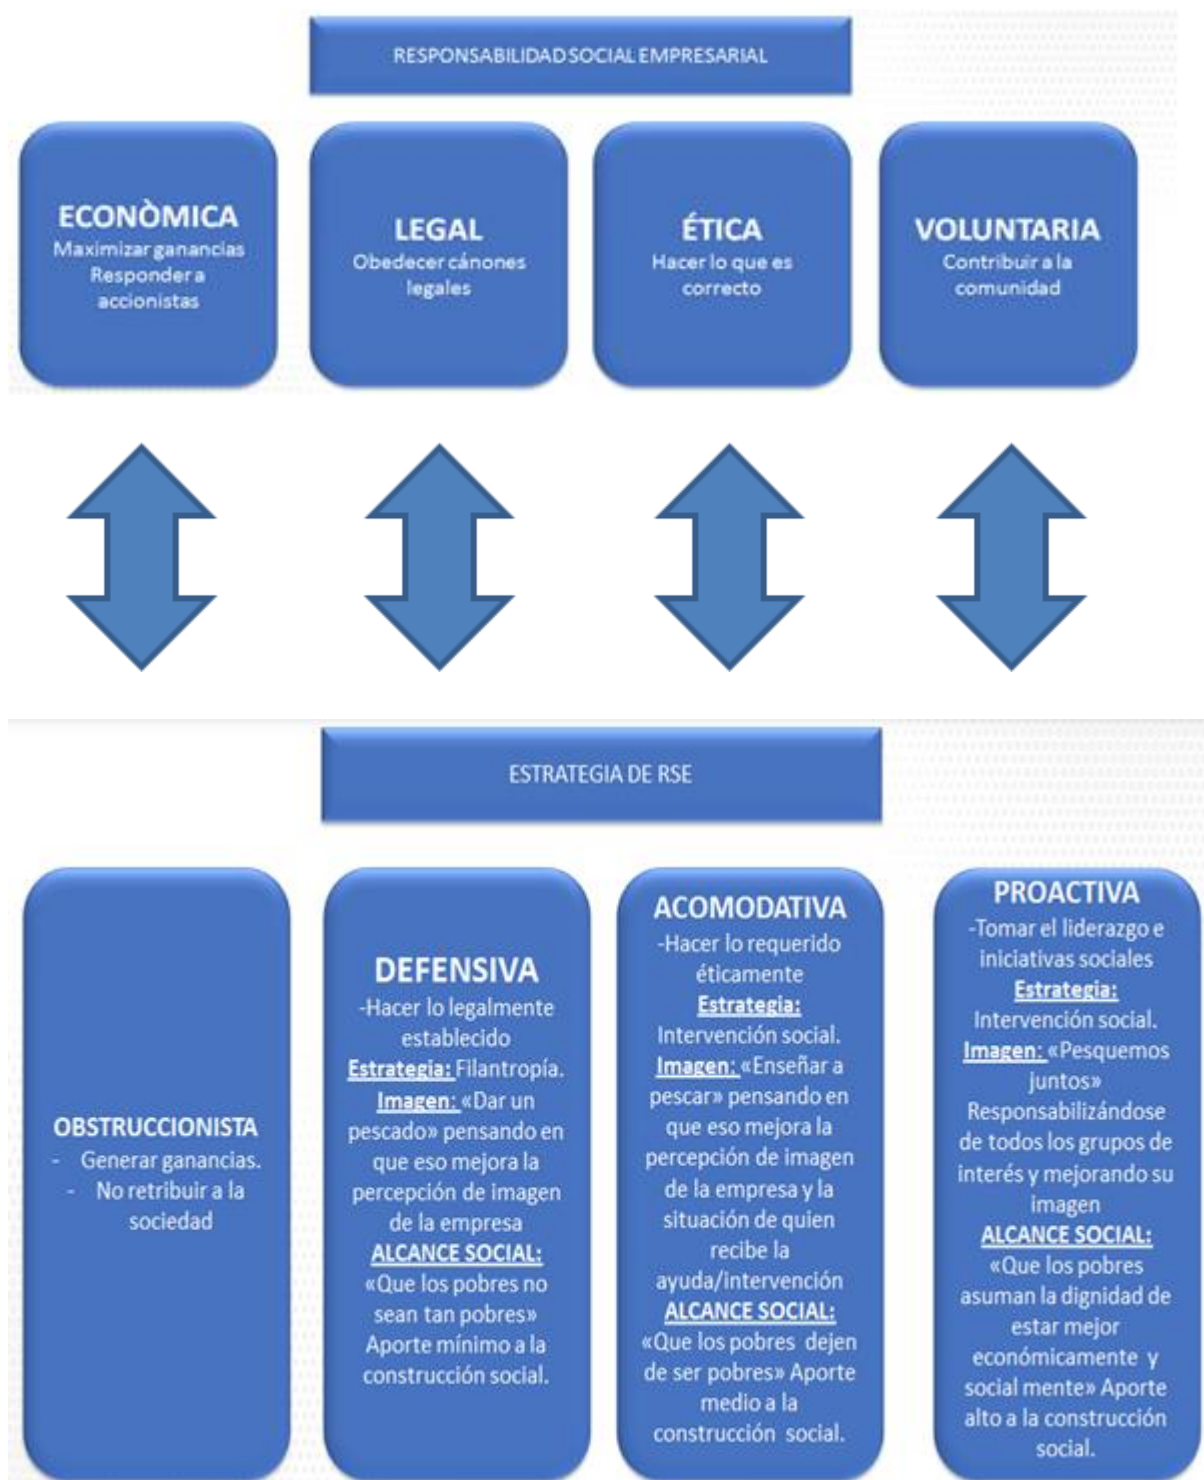 RESPONSABILIDAD SOCIAL EMPRESARIAL
ECONÒMICA
Maximizar ganancias
Responder a
accionistas
LEGAL
Obedecer cánones
legales
ÉTICA
Hacer lo que es
correcto
VOLUNTARIA
Contribuir a la
comunidad
ESTRATEGIA DE RSE
OBSTRUCCIONISTA
- Generar ganancias.
- No retribuir a la
sociedad
DEFENSIVA
-Hacer lo legalmente
establecido
Estrategia: Filantropía.
Imagen: «Dar un
pescado» pensando en
que eso mejora la
percepción de imagen
de la empresa
ALCANCE SOCIAL:
«Que los pobres no
sean tan pobres»
Aporte mínimo a la
construcción social.
ACOMODATIVA
-Hacer lo requerido
éticamente
Estrategia:
Intervención social.
Imagen: «Enseñar a
pescar» pensando en
que eso mejora la
percepción de imagen
de la empresa y la
situación de quien
recibe la
ayuda/intervención
ALCANCE SOCIAL:
«Que los pobres dejen
de ser pobres» Aporte
medio a la
construcción social.
PROACTIVA
-Tomar el liderazgo e
iniciativas sociales
Estrategia:
Intervención social.
Imagen: «Pesquemos
juntos»
Responsabilizándose
de todos los grupos de
interés y mejorando su
imagen
ALCANCE SOCIAL:
«Que los pobres
asuman la dignidad de
estar mejor
económicamente y
social mente» Aporte
alto a la construcción
social.